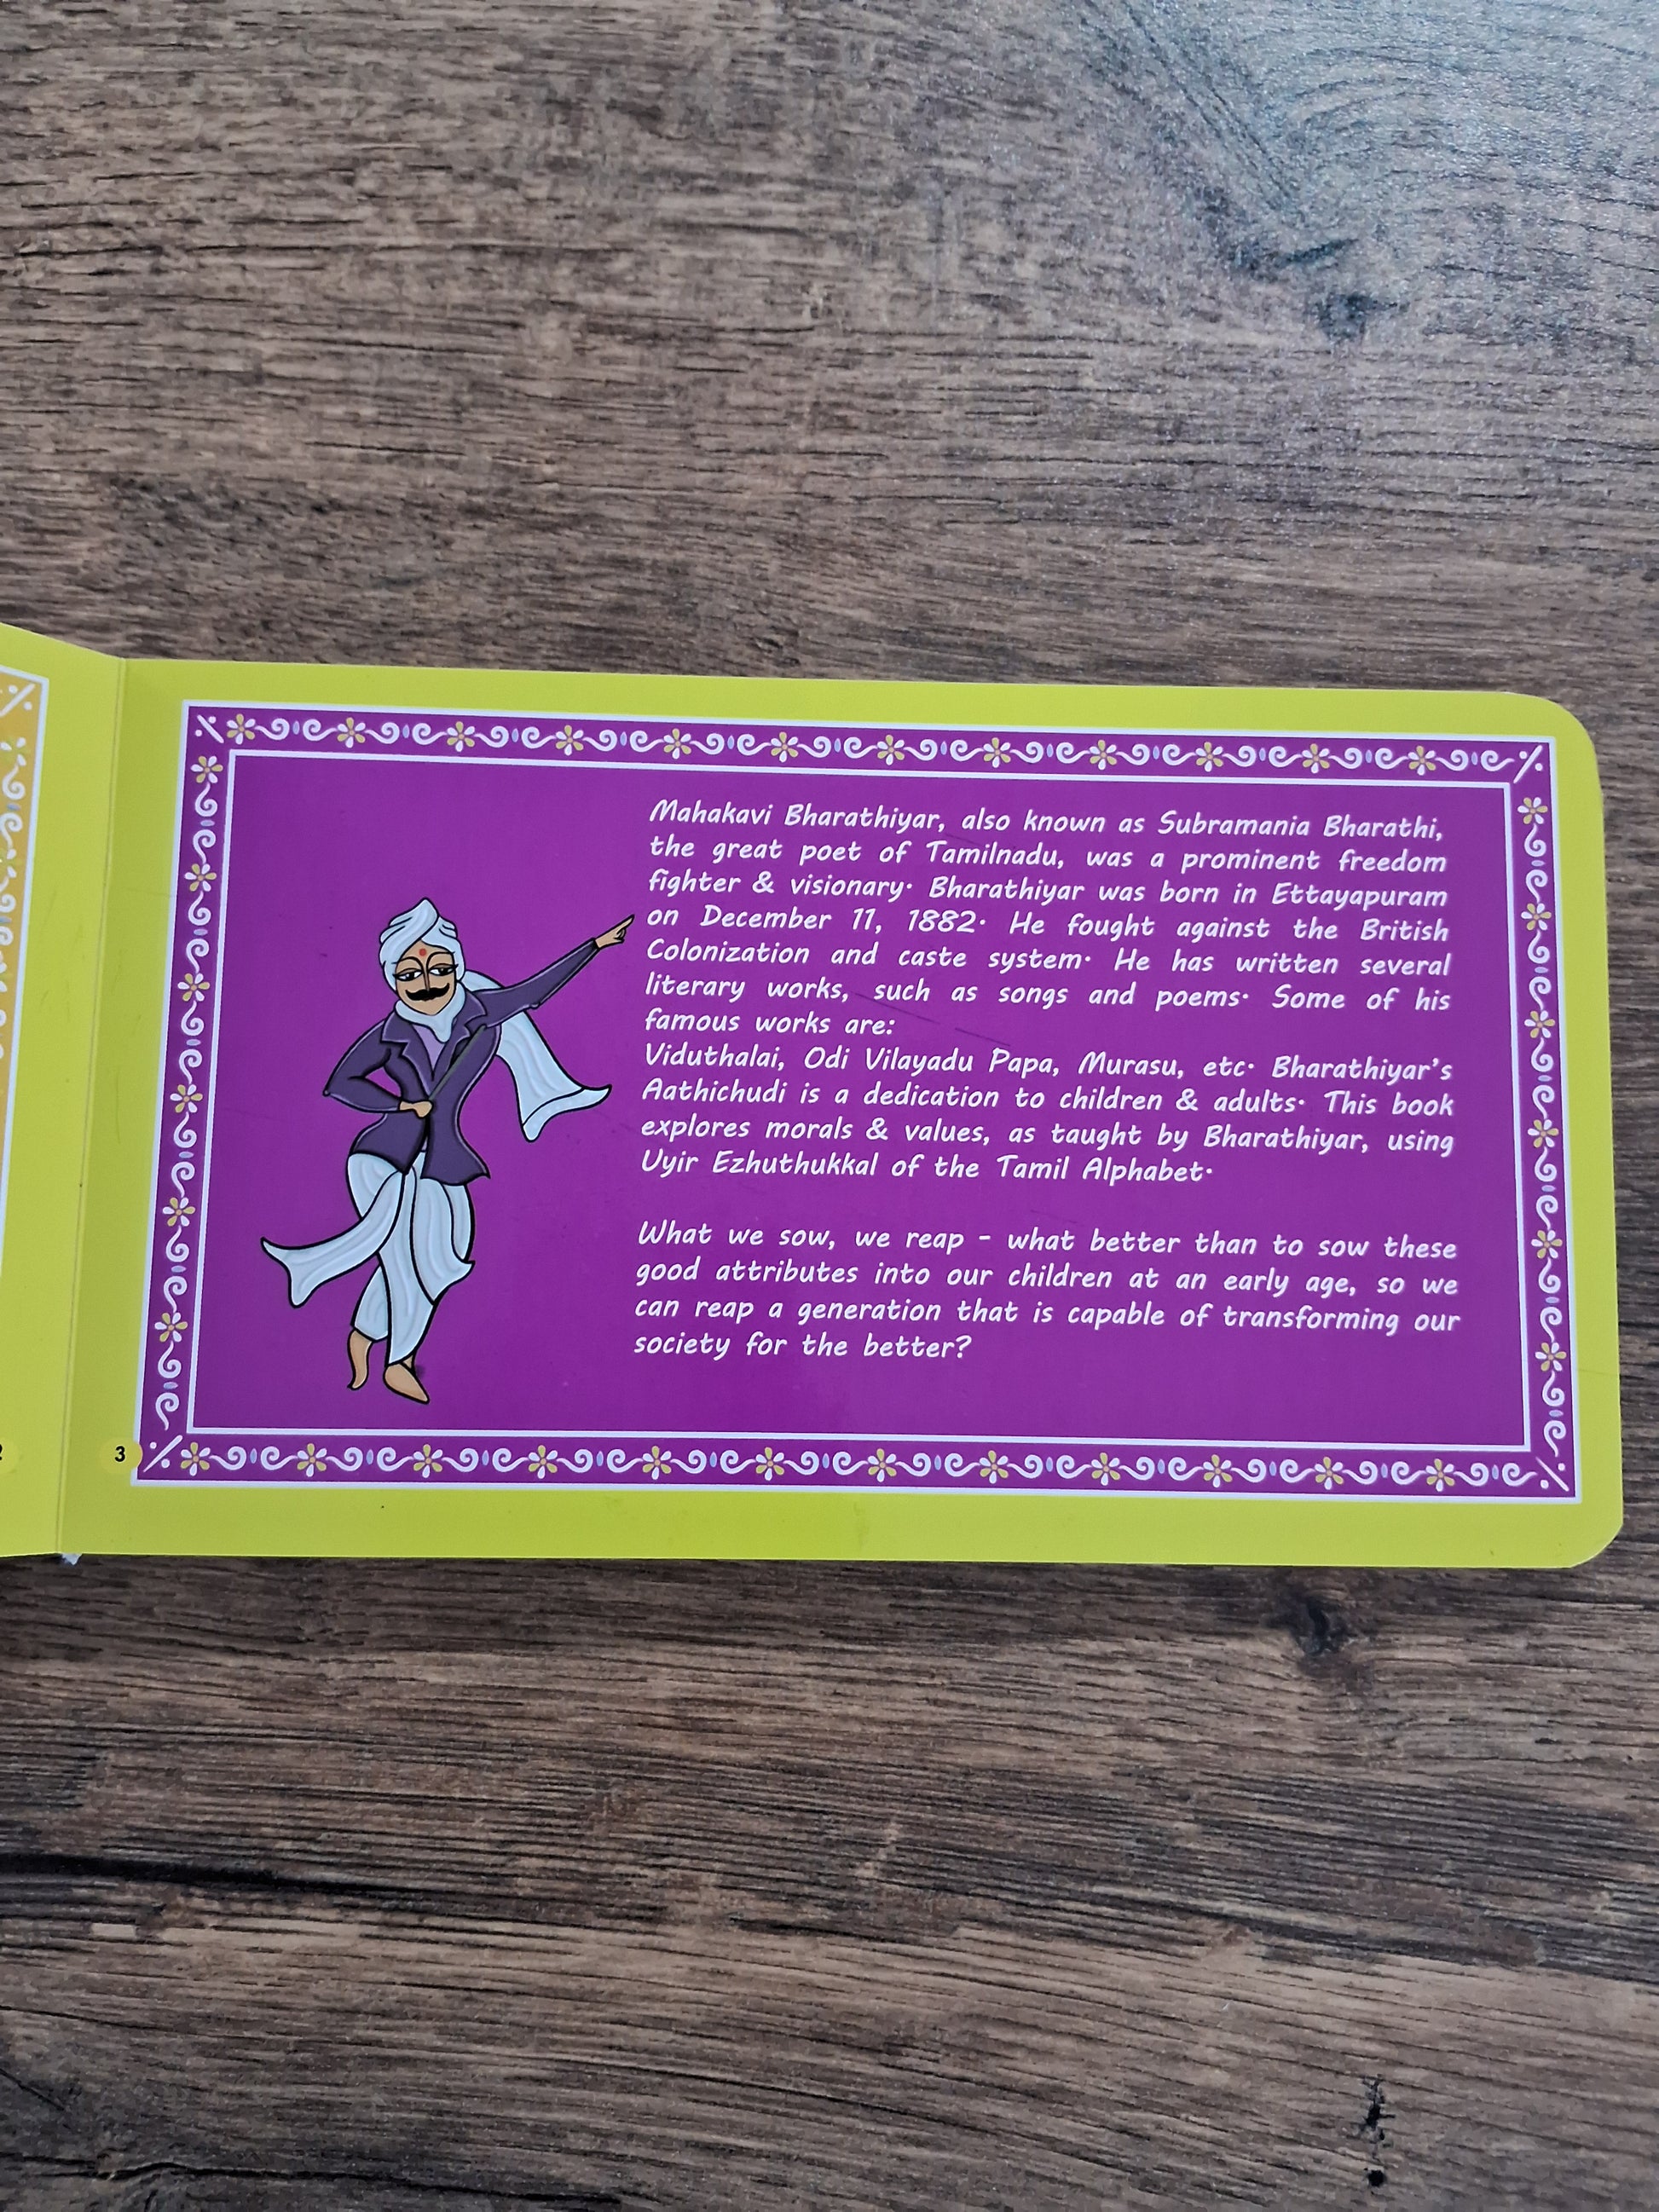 Mahakavi Bharathiyar, also known as Subramania Bharathi,
the great poet of Tamilnadu, was a prominent freedom
fighter & visionary. Bharathiyar was born in Ettayapuram
on December 11, 1882. He fought against the British
Colonization and caste system. He has written several
literary works, such as songs and poems. Some of his
famous works are:
Viduthalai, Odi Vilayadu Papa, Murasu, etc. Bharathiyar's
Aathichudi is a dedication to children & adults. This book
explores morals & values, as taught by Bharathiyar, using
Uyir Ezhuthukkal of the Tamil Alphabet.
What we sow, we reap - what better than to sow these
good attributes into our children at an early age, so we
can reap a generation that is capable of transforming our
society for the better?
3